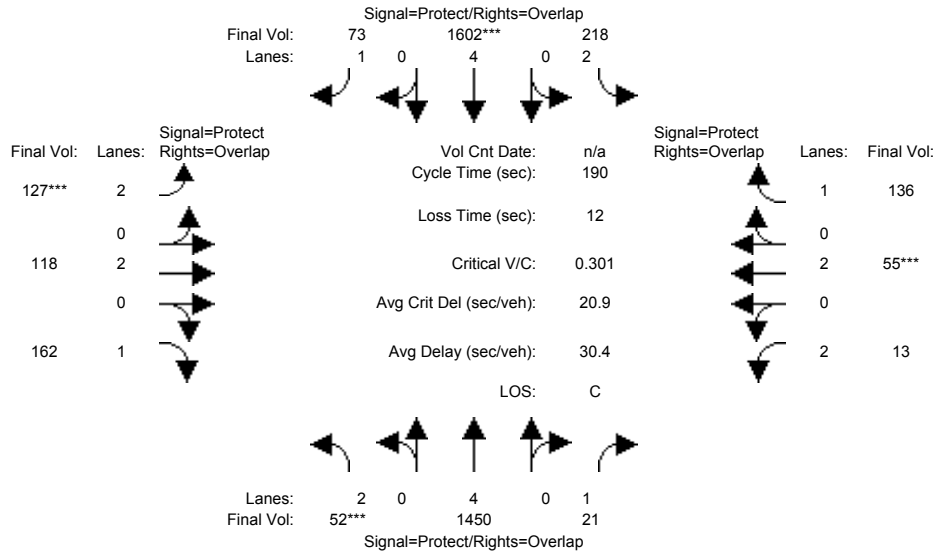 Signal=Protect/Rights=Overlap
Final Vol: 73 1602*** 218
Lanes: 1 0 4 0 2
Signal=Protect
Final Vol: Lanes: Rights=Overlap
Vol Cnt Date: n/a
Signal=Protect
Rights=Overlap Lanes: Final Vol:
Cycle Time (sec): 190
127*** 2
1 136
Loss Time (sec): 12
0
0
118 2
Critical V/C: 0.301
2 55***
0
Avg Crit Del (sec/veh): 20.9
0
162 1
Avg Delay (sec/veh): 30.4
2 13
LOS: C
Lanes: 2 0 4 0 1
Final Vol: 52*** 1450 21
Signal=Protect/Rights=Overlap